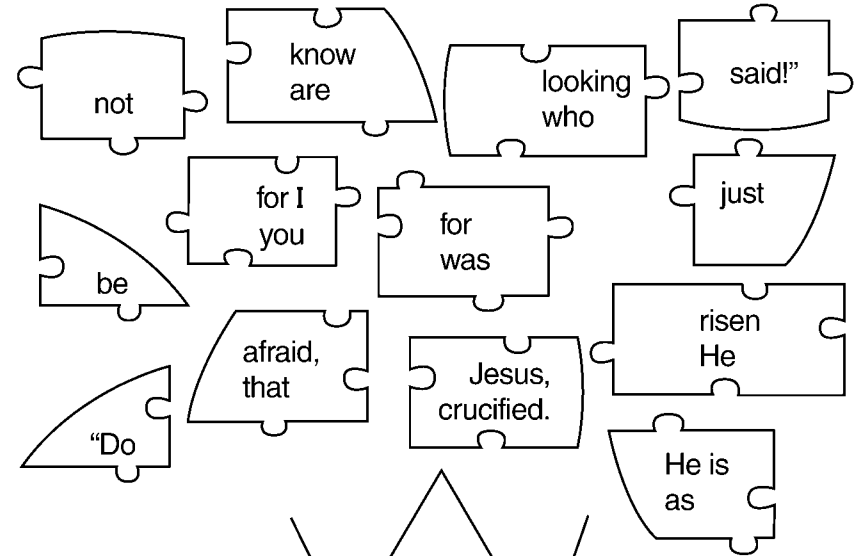 not
know
are
looking
who
said!”
for I
you
for
was
just
be
afraid,
that
Jesus,
crucified.
risen
He
“Do
He is
as